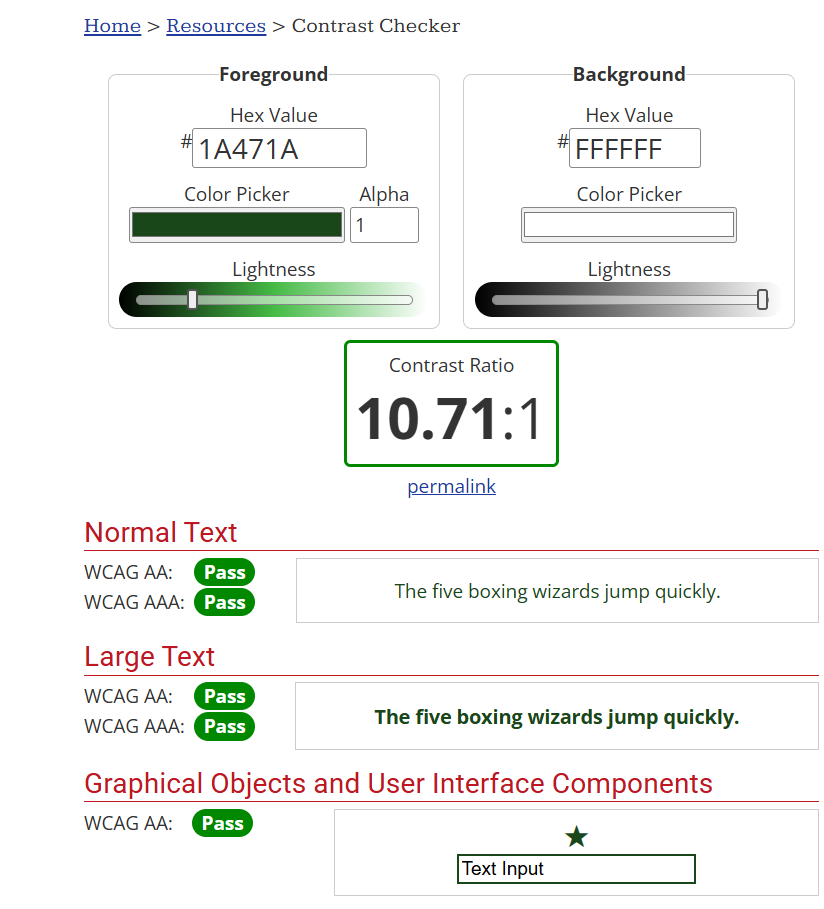 Home > Resources > Contrast Checker
Foreground
Background
Hex Value
Hex Value
#1A471A
#FFFFFF
Color Picker
Alpha
Color Picker
1
Lightness
Lightness
Contrast Ratio
10.71:1
permalink
Normal Text
WCAG AA: Pass
WCAG AAA: Pass
The five boxing wizards jump quickly.
Large Text
WCAG AA: Pass
WCAG AAA: Pass
The five boxing wizards jump quickly.
Graphical Objects and User Interface Components
WCAG AA: Pass
Text Input